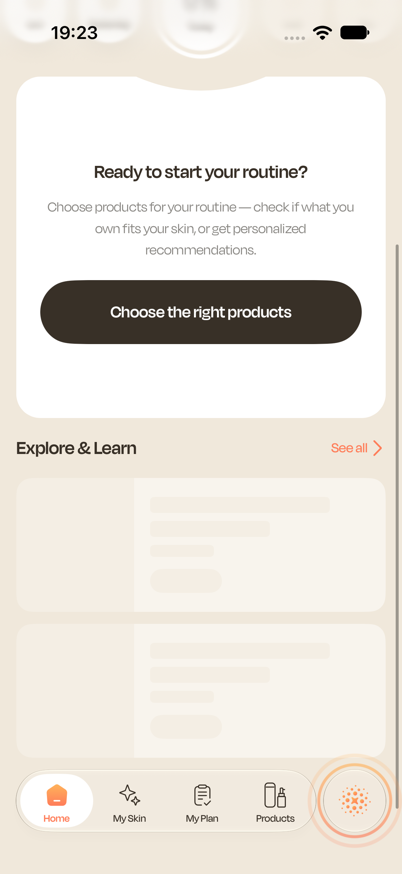 19:23
Ready to start your routine?
Choose products for your routine — check if what you
own fits your skin, or get personalized
recommendations.
Choose the right products
Explore & Learn
See all
Home
My Skin
My Plan
Products